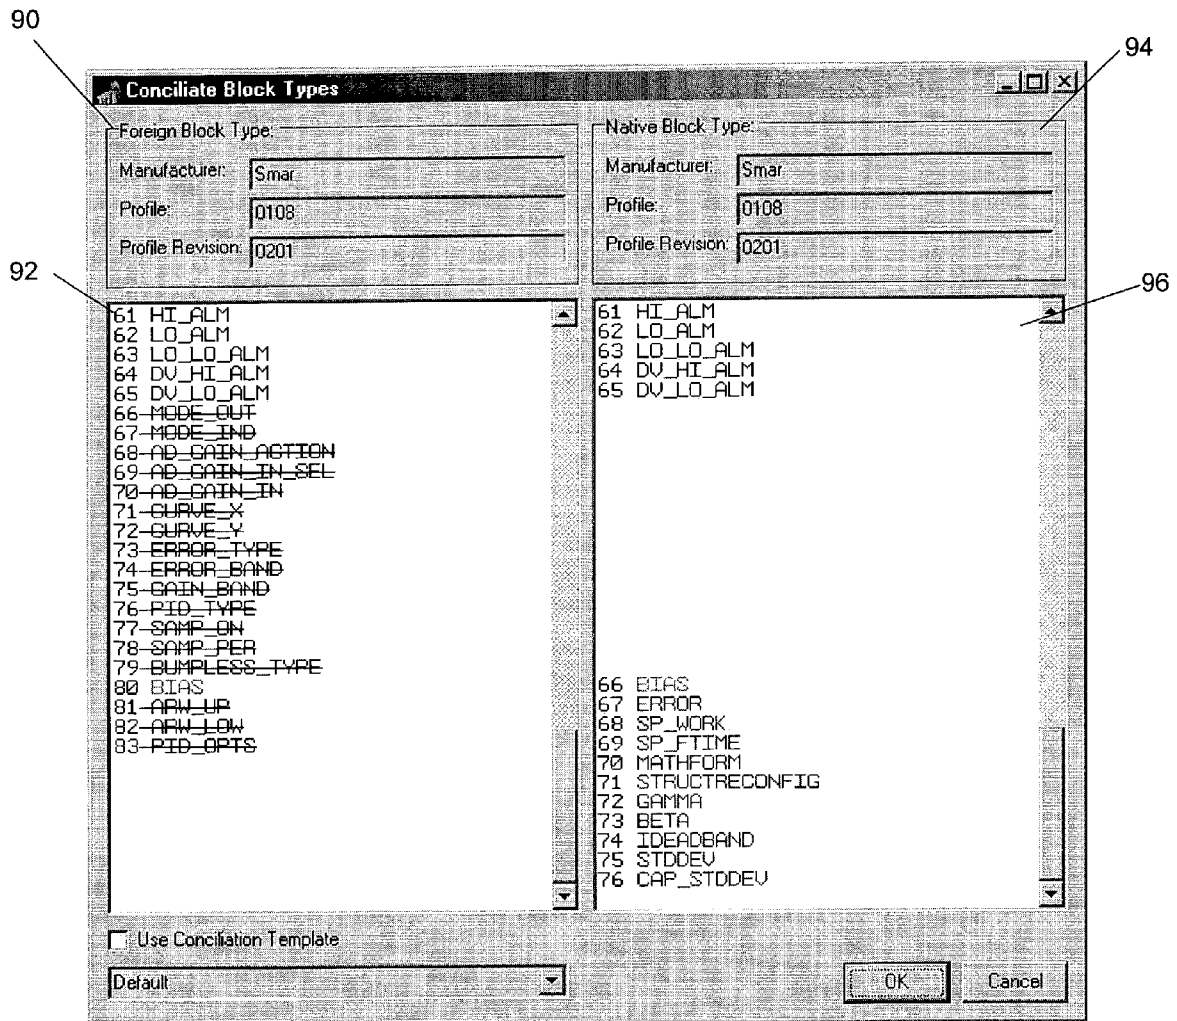 90
94
Conciliate Block Types
Foreign Block Type:
Manufacturer: Smar
Profile: 0108
Profile Revision: 0201
Native Block Type:
Manufacturer: Smar
Profile: 0108
Profile Revision: 0201
92
96
61 HI_ALM
62 LO_ALM
63 LO_LO_ALM
64 DV_HI_ALM
65 DV_LO_ALM
66 MODE_OUT
67 MODE_IND
68 AD_GAIN_ACTION
69 AD_GAIN_IN_SEL
70 AD_GAIN_IN
71 CURVE_X
72 CURVE_Y
73 ERROR_TYPE
74 ERROR_BAND
75 GAIN_BAND
76 PID_TYPE
77 SAMP_ON
78 SAMP_PER
79 BUMPLESS_TYPE
80 BIAS
81 ARW_UP
82 ARW_LOW
83 PID_OPTS
61 HI_ALM
62 LO_ALM
63 LO_LO_ALM
64 DV_HI_ALM
65 DV_LO_ALM
66 BIAS
67 ERROR
68 SP_WORK
69 SP_FTIME
70 MATHFORM
71 STRUCTRECONFIG
72 GAMMA
73 BETA
74 IDEADBAND
75 STDDEV
76 CAP_STDDEV
Use Conciliation Template
Default
OK
Cancel